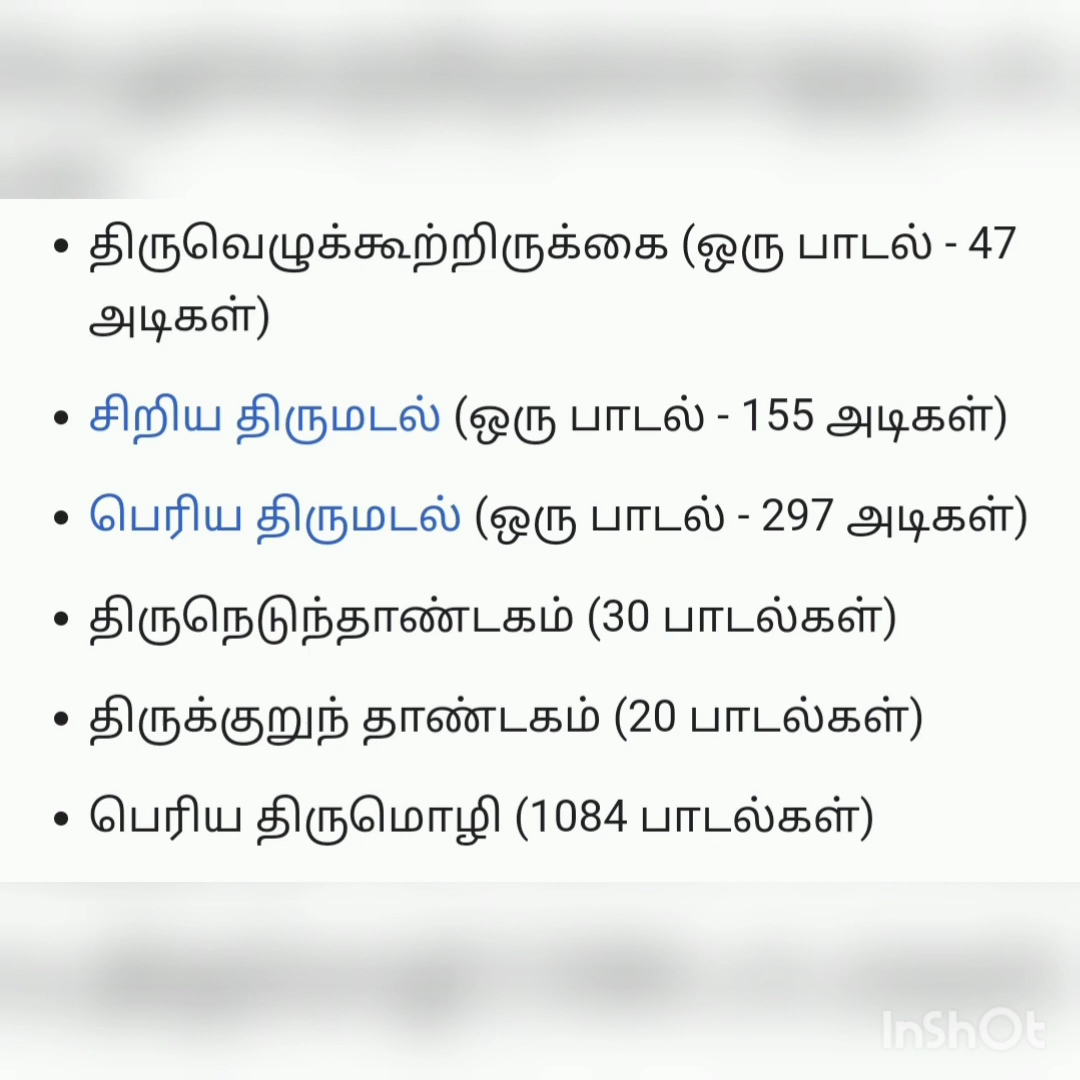 • திருவெழுக்கூற்றிருக்கை (ஒரு பாடல் - 47
அடிகள்)
• சிறிய திருமடல் (ஒரு பாடல் - 155 அடிகள்)
• பெரிய திருமடல் (ஒரு பாடல் - 297 அடிகள்)
• திருநெடுந்தாண்டகம் (30 பாடல்கள்)
• திருக்குறுந் தாண்டகம் (20 பாடல்கள்)
• பெரிய திருமொழி (1084 பாடல்கள்)
InShOt